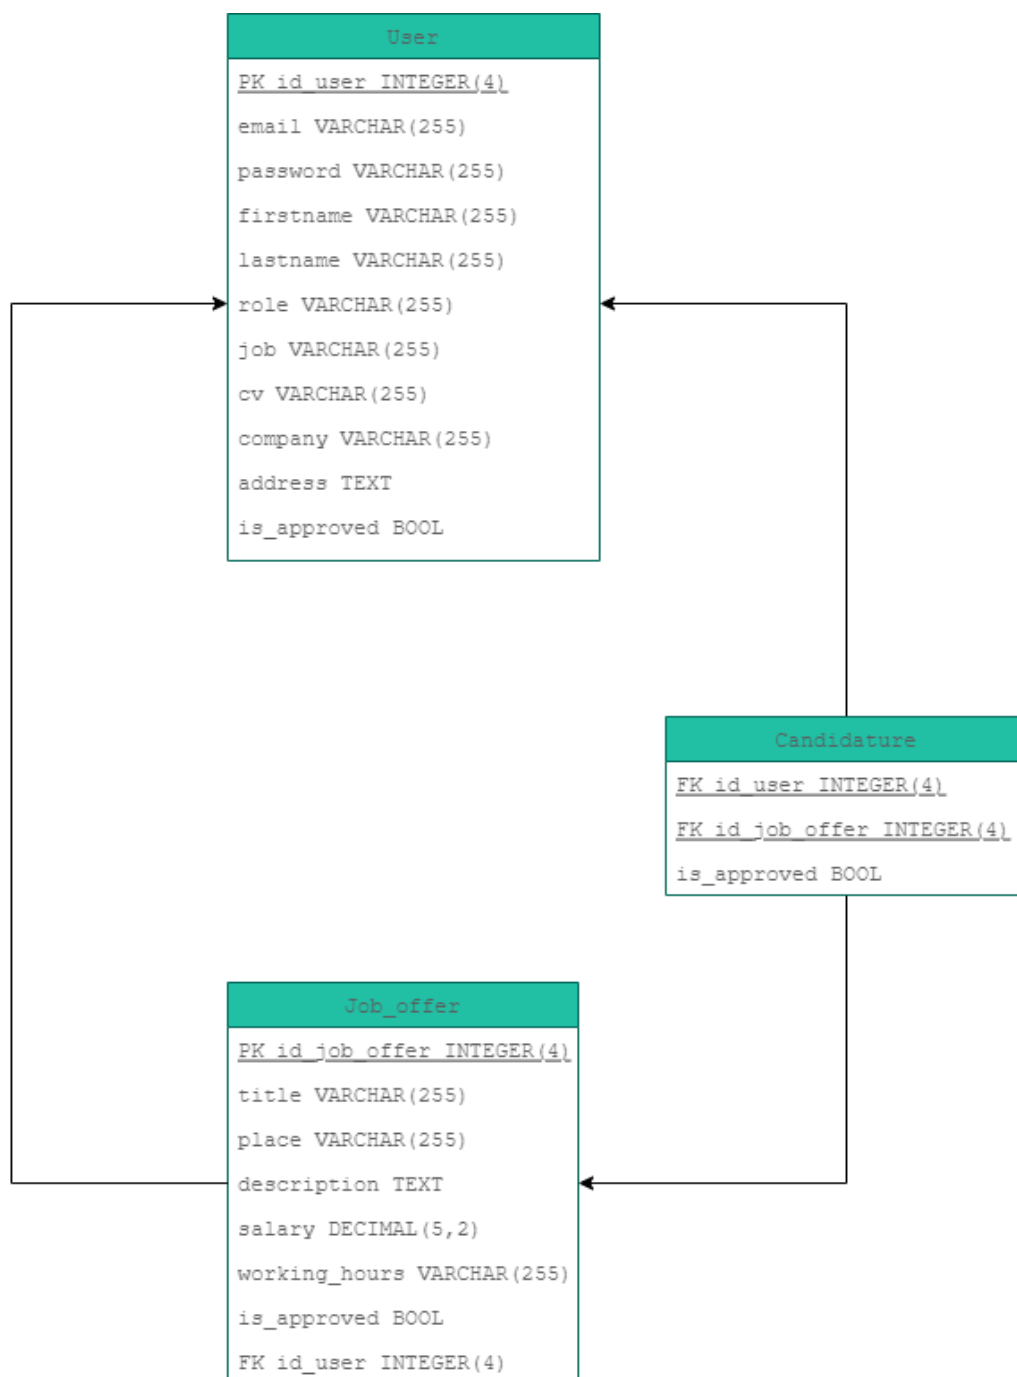 User
PK id_user INTEGER(4)
email VARCHAR(255)
password VARCHAR(255)
firstname VARCHAR(255)
lastname VARCHAR(255)
role VARCHAR(255)
job VARCHAR(255)
cv VARCHAR(255)
company VARCHAR(255)
address TEXT
is_approved BOOL
Candidature
FK id_user INTEGER(4)
FK id_job_offer INTEGER(4)
is_approved BOOL
Job_offer
PK id_job_offer INTEGER(4)
title VARCHAR(255)
place VARCHAR(255)
description TEXT
salary DECIMAL(5,2)
working_hours VARCHAR(255)
is_approved BOOL
FK id_user INTEGER(4)